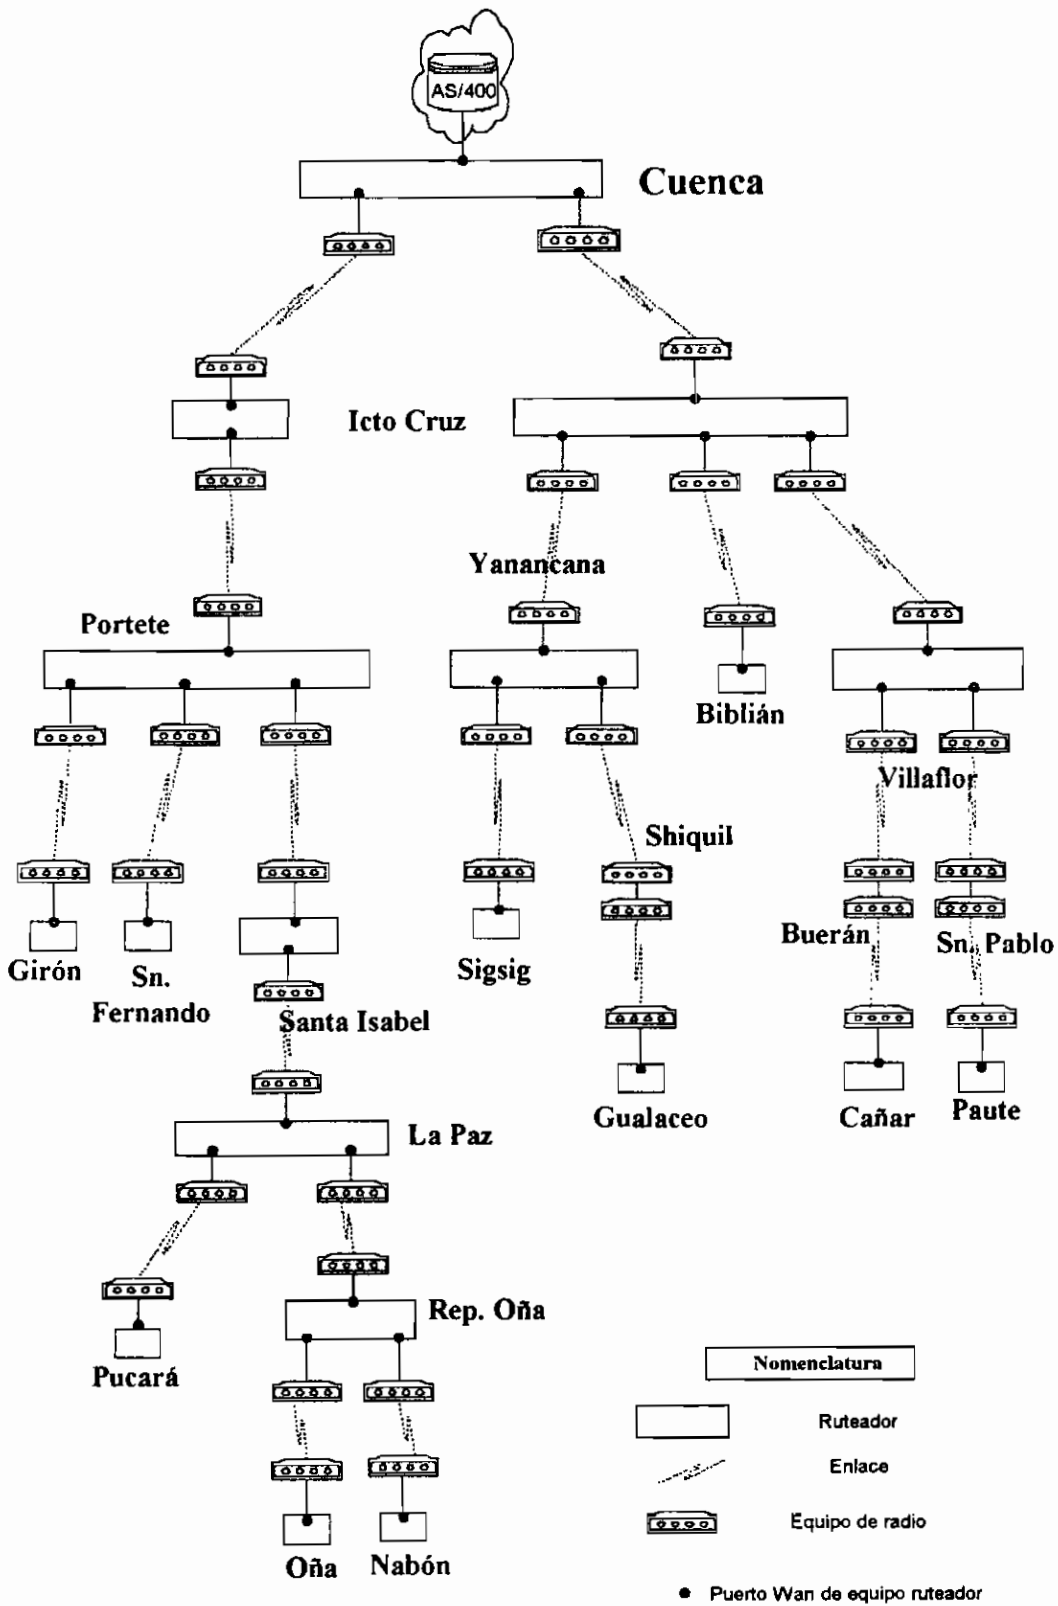 AS/400
Cuenca
Icto Cruz
Yanancana
Portete
Biblián
Villaflor
Shiquil
Buerán
Sn. Pablo
Girón
Sn.
Fernando
Sigsig
Santa Isabel
Gualaceo
Cañar
Paute
La Paz
Rep. Oña
Pucará
Nomenclatura
Ruteador
Enlace
Equipo de radio
Oña
Nabón
Puerto Wan de equipo ruteador